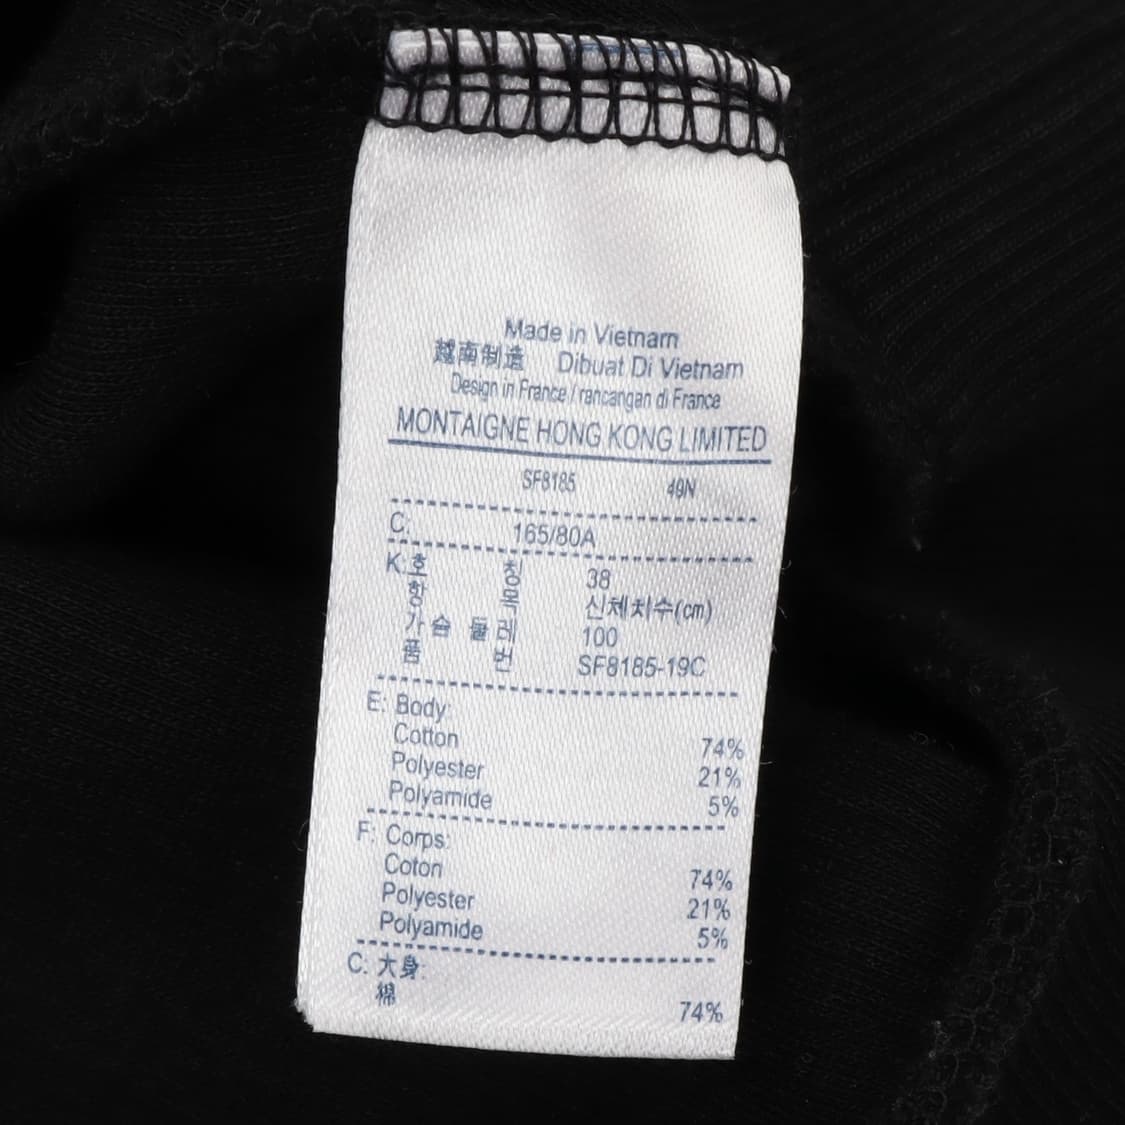 Made in Vietnam
越南制造 Dibuat Di Vietnam
Design in France / rancangan di France
MONTAIGNE HONG KONG LIMITED
SF8185 49N
C: 165/80A
K: 호 칭 38
항 목 신체치수(cm)
가 슴 둘 레 100
품 번 SF8185-19C
E: Body:
Cotton 74%
Polyester 21%
Polyamide 5%
F: Corps:
Coton 74%
Polyester 21%
Polyamide 5%
C: 大身:
棉 74%